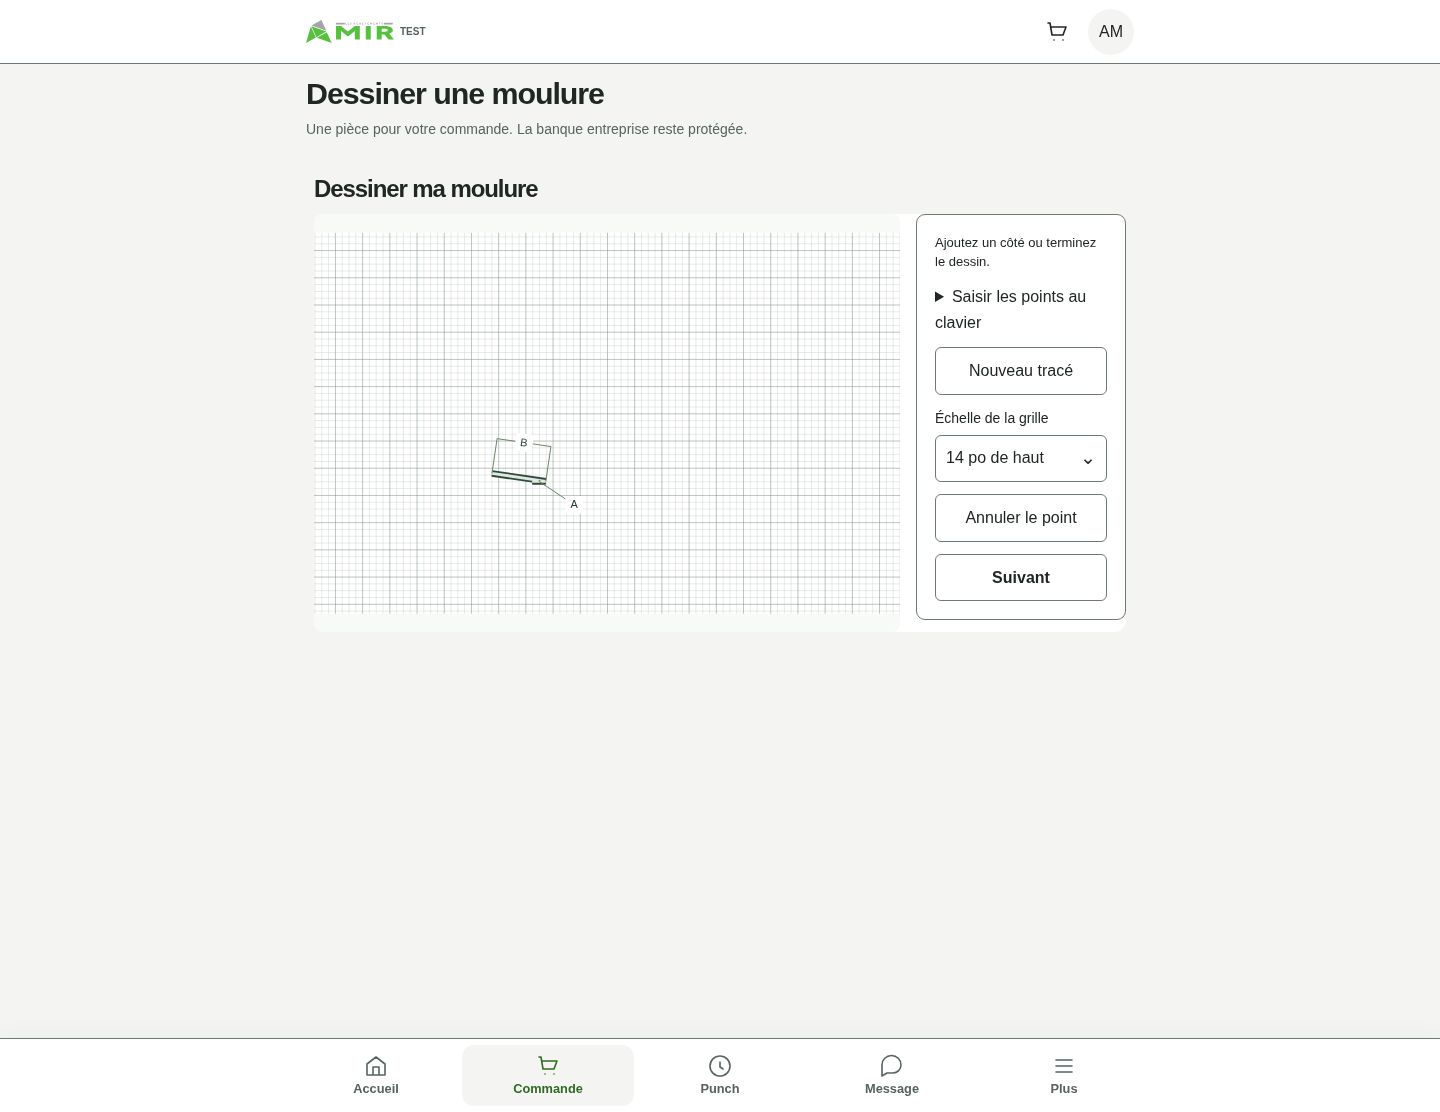 AMIR TEST
AM
Dessiner une moulure
Une pièce pour votre commande. La banque entreprise reste protégée.
Dessiner ma moulure
B
A
Ajoutez un côté ou terminez
le dessin.
Saisir les points au
clavier
Nouveau tracé
Échelle de la grille
14 po de haut
Annuler le point
Suivant
Accueil
Commande
Punch
Message
Plus